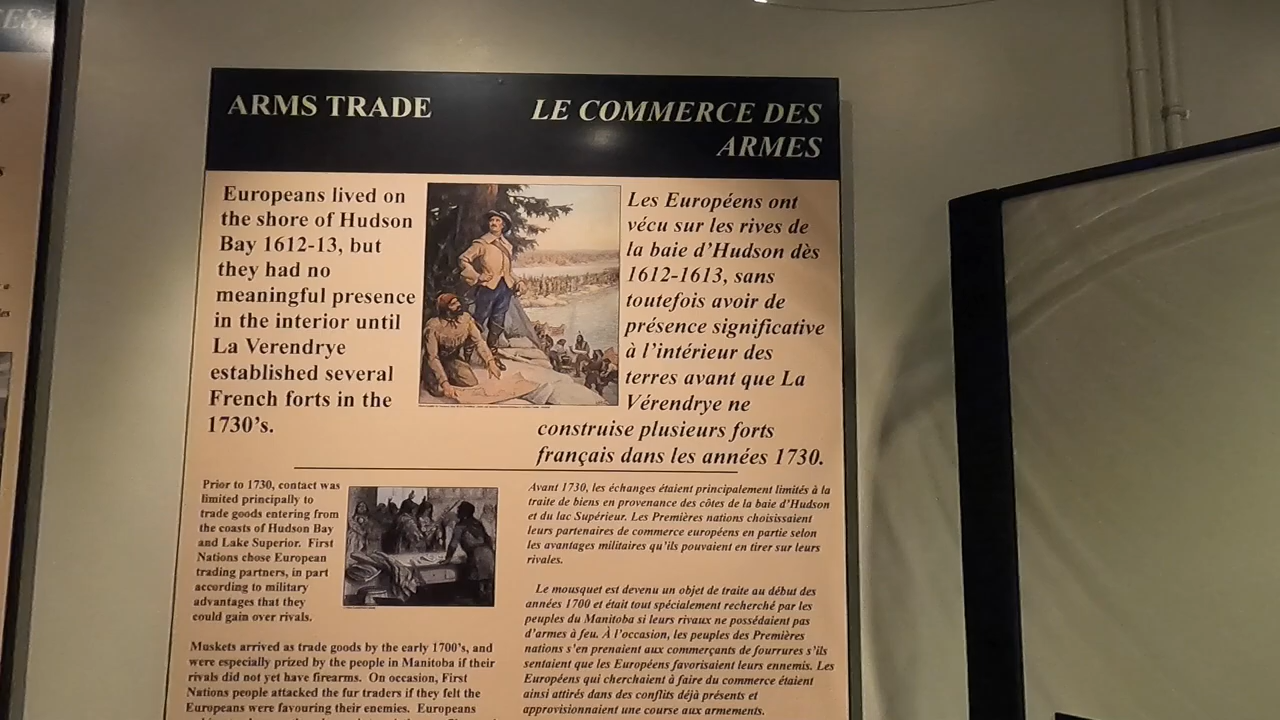 ARMS TRADE
LE COMMERCE DES
ARMES
Europeans lived on
the shore of Hudson
Bay 1612-13, but
they had no
meaningful presence
in the interior until
La Verendrye
established several
French forts in the
1730's.
Les Européens ont
vécu sur les rives de
la baie d'Hudson dès
1612-1613, sans
toutefois avoir de
présence significative
à l'intérieur des
terres avant que La
Vérendrye ne
construise plusieurs forts
français dans les années 1730.
Prior to 1730, contact was
limited principally to
trade goods entering from
the coasts of Hudson Bay
and Lake Superior. First
Nations chose European
trading partners, in part
according to military
advantages that they
could gain over rivals.
Muskets arrived as trade goods by the early 1700's, and
were especially prized by the people in Manitoba if their
rivals did not yet have firearms. On occasion, First
Nations people attacked the fur traders if they felt the
Europeans were favouring their enemies. Europeans
Avant 1730, les échanges étaient principalement limités à la
traite de biens en provenance des côtes de la baie d'Hudson
et du lac Supérieur. Les Premières nations choisissaient
leurs partenaires de commerce européens en partie selon
les avantages militaires qu'ils pouvaient en tirer sur leurs
rivales.
Le mousquet est devenu un objet de traite au début des
années 1700 et était tout spécialement recherché par les
peuples du Manitoba si leurs rivaux ne possédaient pas
d'armes à feu. À l'occasion, les peuples des Premières
nations s'en prenaient aux commerçants de fourrures s'ils
sentaient que les Européens favorisaient leurs ennemis. Les
Européens qui cherchaient à faire du commerce étaient
ainsi attirés dans des conflits déjà présents et
approvisionnaient une course aux armements.